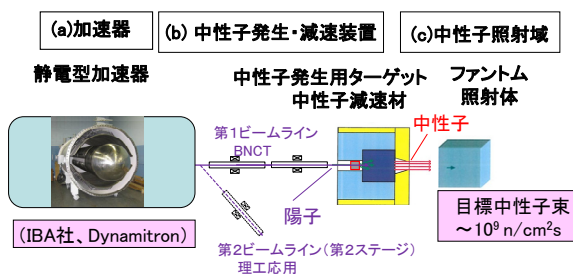 (a)加速器
(b) 中性子発生・減速装置
(c)中性子照射域
静電型加速器
中性子発生用ターゲット
中性子減速材
ファントム
照射体
第1ビームライン
BNCT
中性子
陽子
(IBA社、Dynamitron)
第2ビームライン(第2ステージ)
理工応用
目標中性子束
～10⁹ n/cm²s